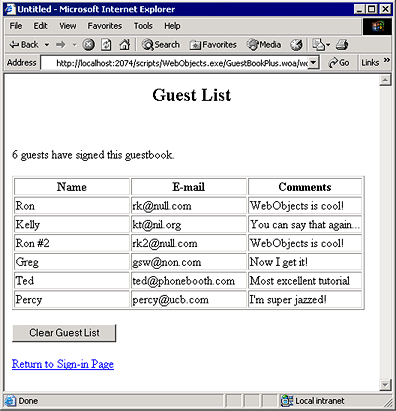 Untitled - Microsoft Internet Explorer
File Edit View Favorites Tools Help
Back Search Favorites Media
Address http://localhost:2074/scripts/WebObjects.exe/GuestBookPlus.woa/wo Go Links »
Guest List
6 guests have signed this guestbook.
Name E-mail Comments
Ron rk@null.com WebObjects is cool!
Kelly kt@nil.org You can say that again...
Ron #2 rk2@null.com WebObjects is cool!
Greg gsw@non.com Now I get it!
Ted ted@phonebooth.com Most excellent tutorial
Percy percy@ucb.com I'm super jazzed!
Clear Guest List
Return to Sign-in Page
Done Local intranet